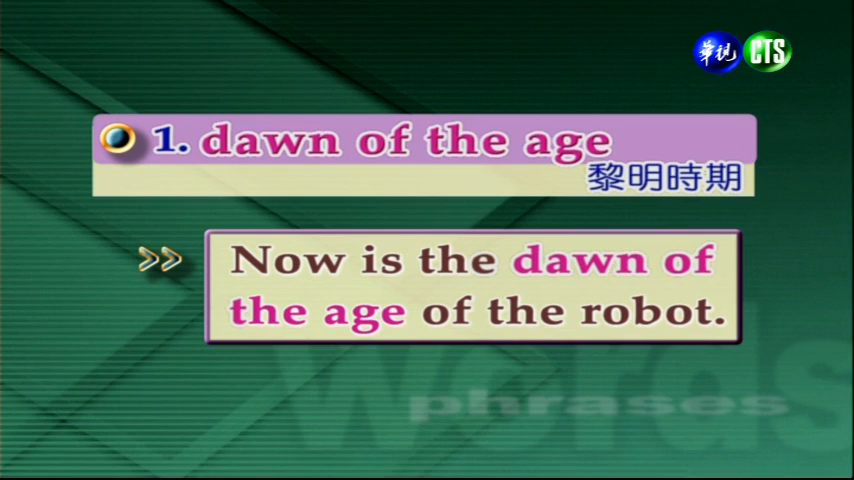 華視 CTS
1. dawn of the age
黎明時期
>> Now is the dawn of
the age of the robot.
words
phrases